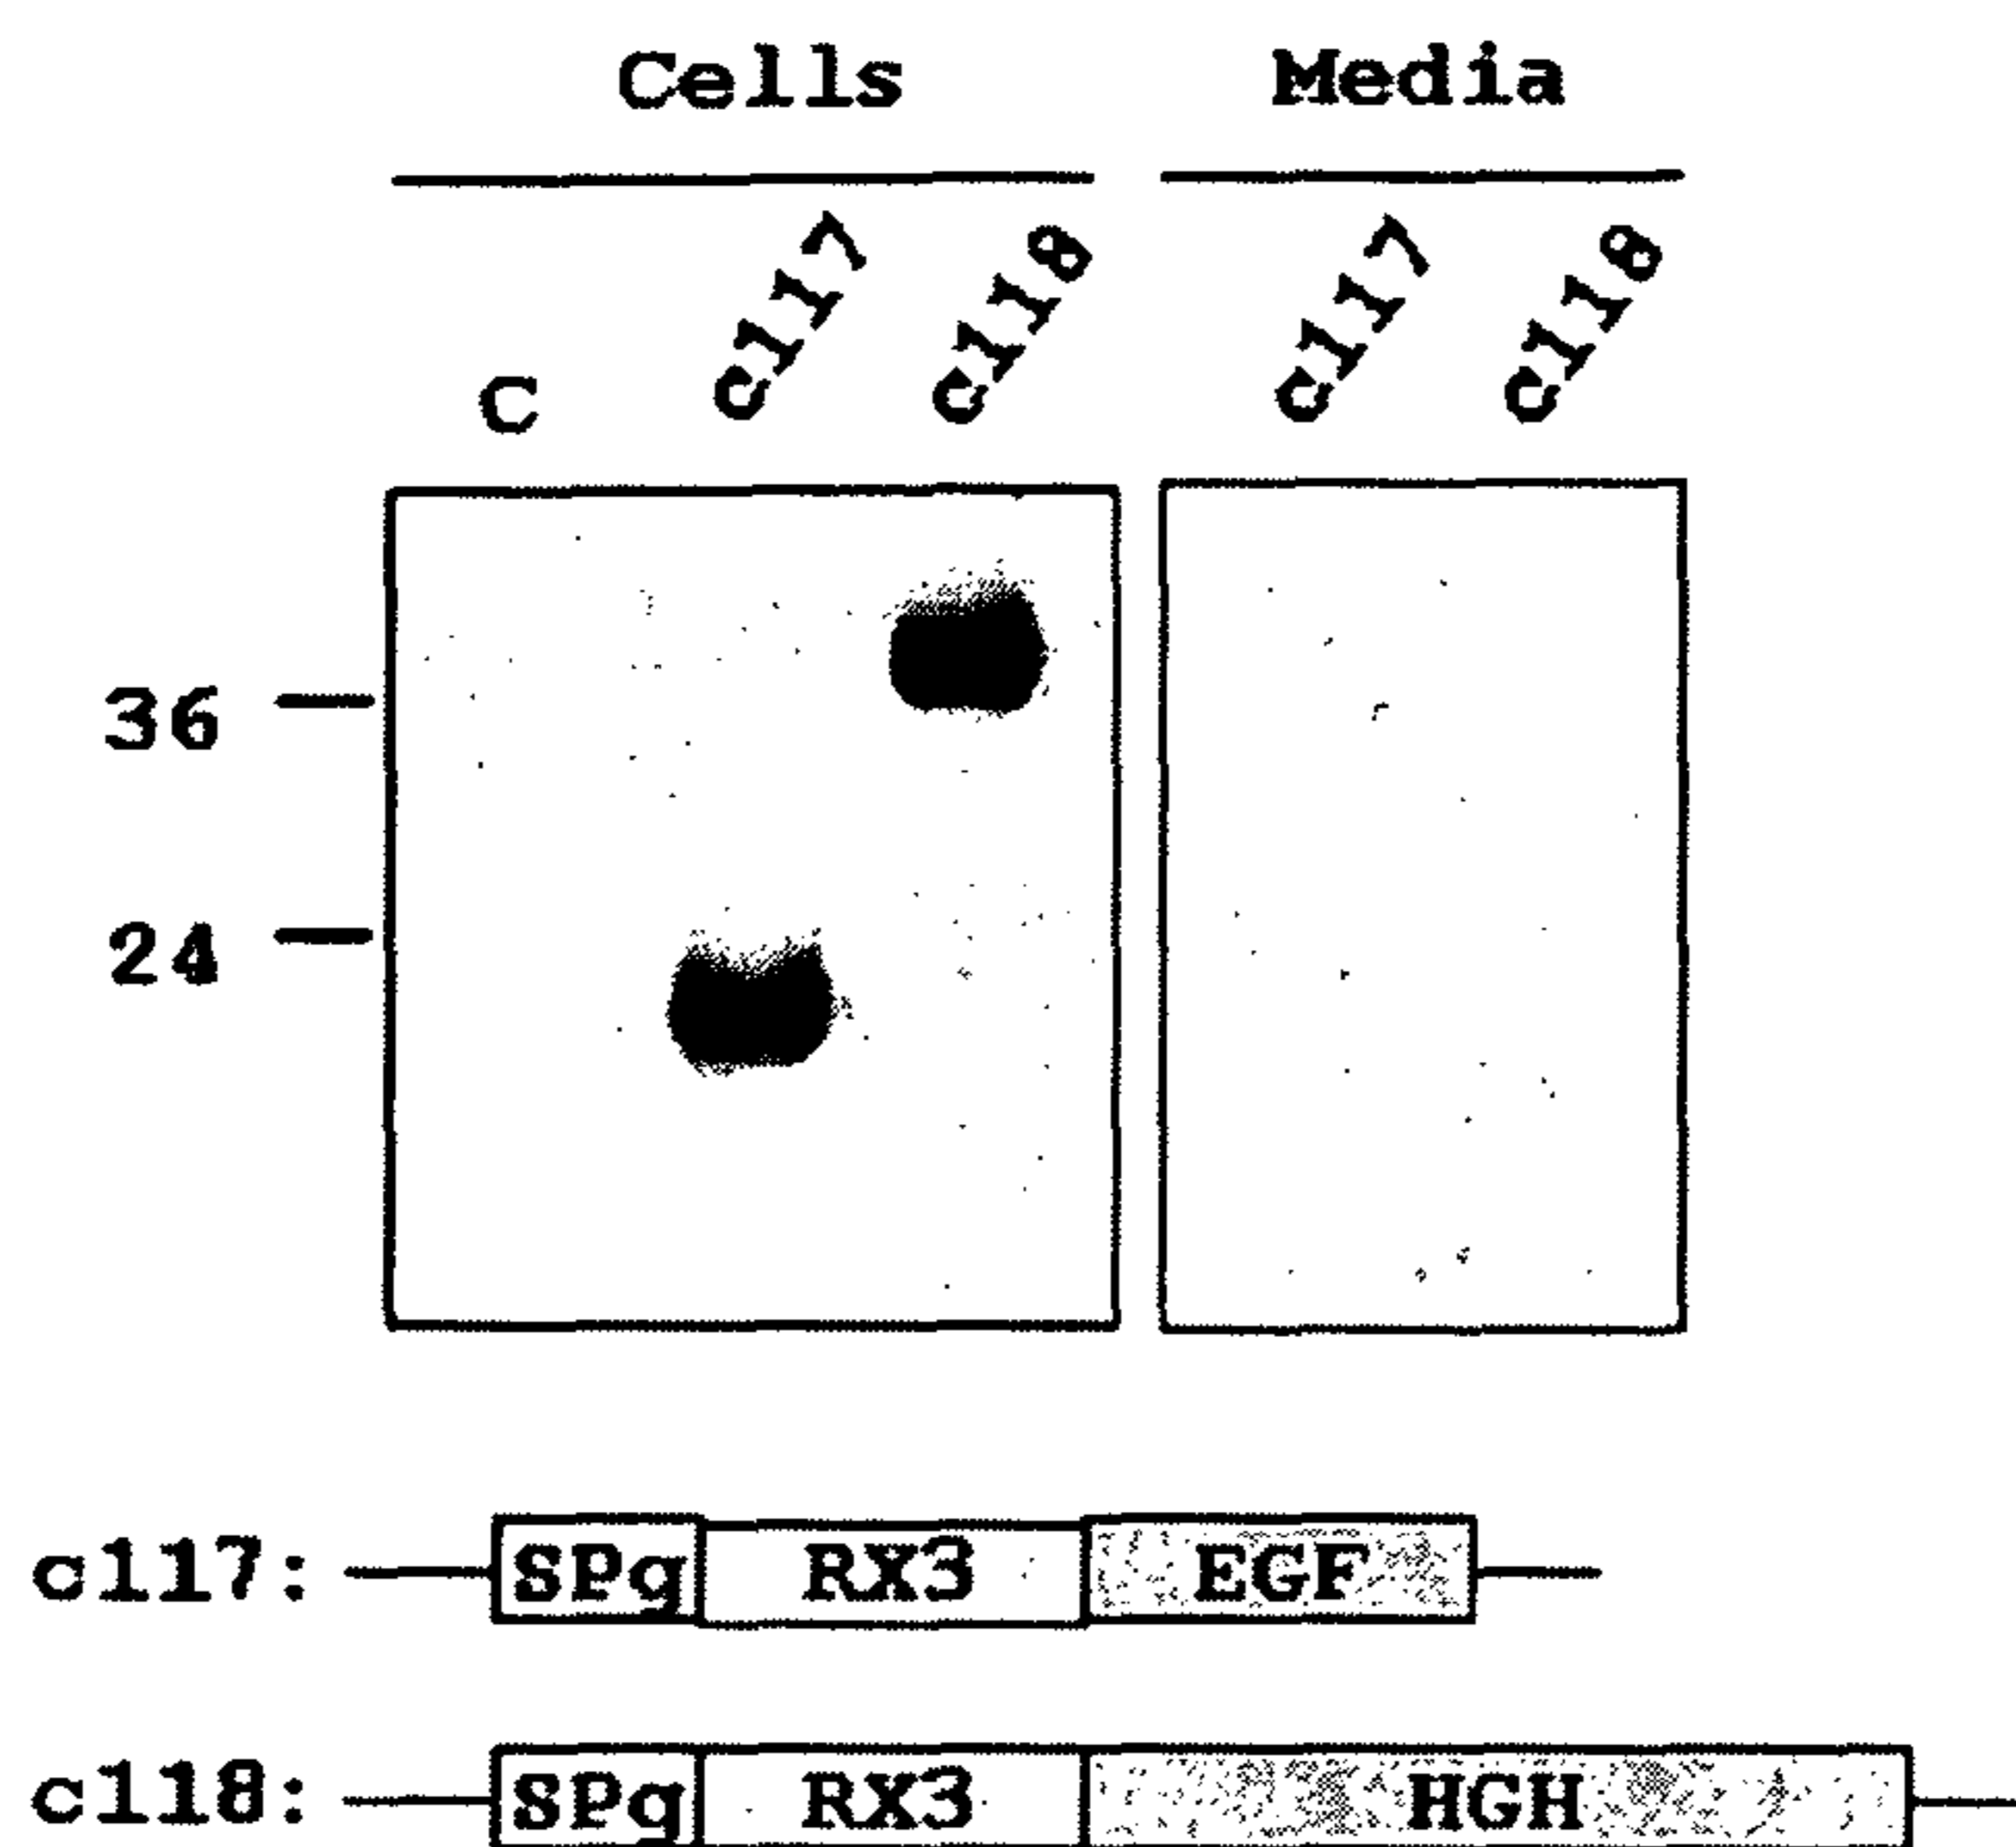 Cells Media
C c117 c118 c117 c118
36
24
c117: SPg RX3 EGF
c118: SPg RX3 HGH